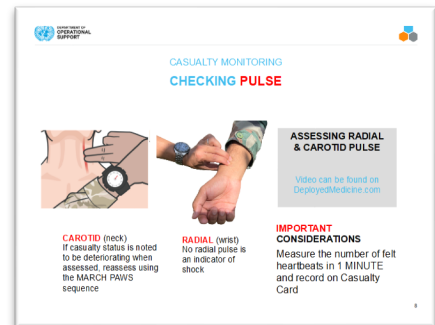 DEPARTMENT OF
OPERATIONAL
SUPPORT
CASUALTY MONITORING
CHECKING PULSE
ASSESSING RADIAL
& CAROTID PULSE
Video can be found on
DeployedMedicine.com
CAROTID (neck)
If casualty status is noted
to be deteriorating when
assessed, reassess using
the MARCH PAWS
sequence
RADIAL (wrist)
No radial pulse is
an indicator of
shock
IMPORTANT
CONSIDERATIONS
Measure the number of felt
heartbeats in 1 MINUTE
and record on Casualty
Card